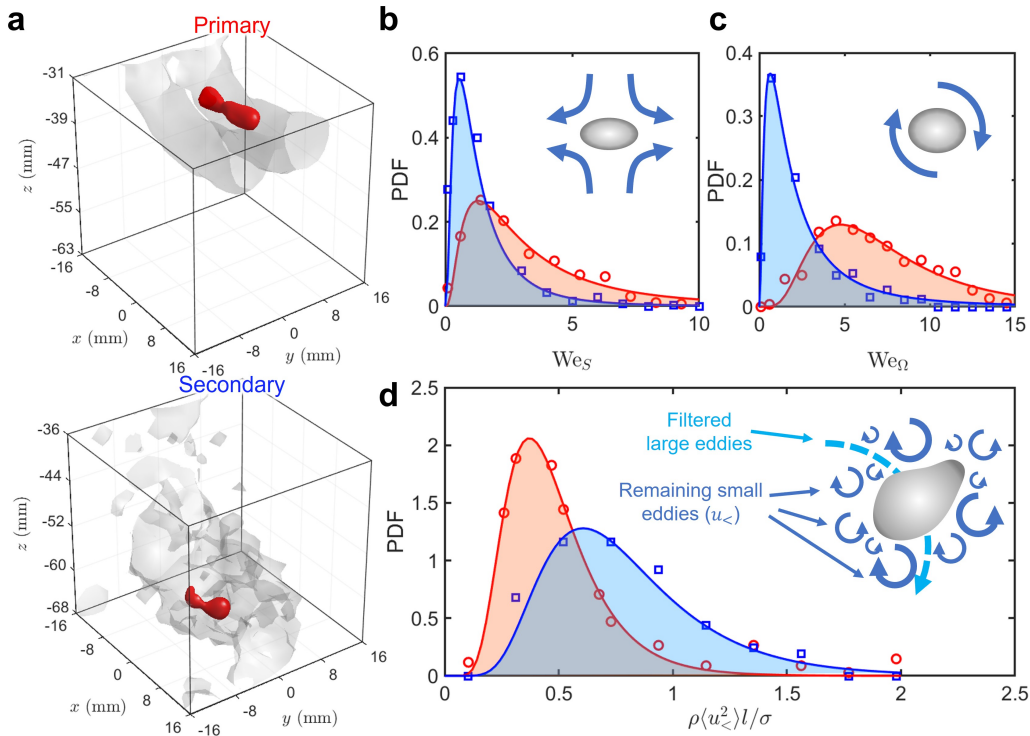 a
Primary
-31
-39
-47
-55
-63
z (mm)
-16
-8
0
8
16
x (mm)
-16
-8
0
8
16
y (mm)
Secondary
-36
-44
-52
-60
-68
z (mm)
-16
-8
0
8
16
x (mm)
-16
-8
0
8
16
y (mm)
b
0.6
0.4
0.2
0
PDF
0
5
10
We_S
c
0.4
0.3
0.2
0.1
0
PDF
0
5
10
15
We_Ω
d
2.5
2
1.5
1
0.5
0
PDF
Filtered
large eddies
Remaining small
eddies (u_<)
0
0.5
1
1.5
2
2.5
ρ⟨u_<^2⟩l/σ